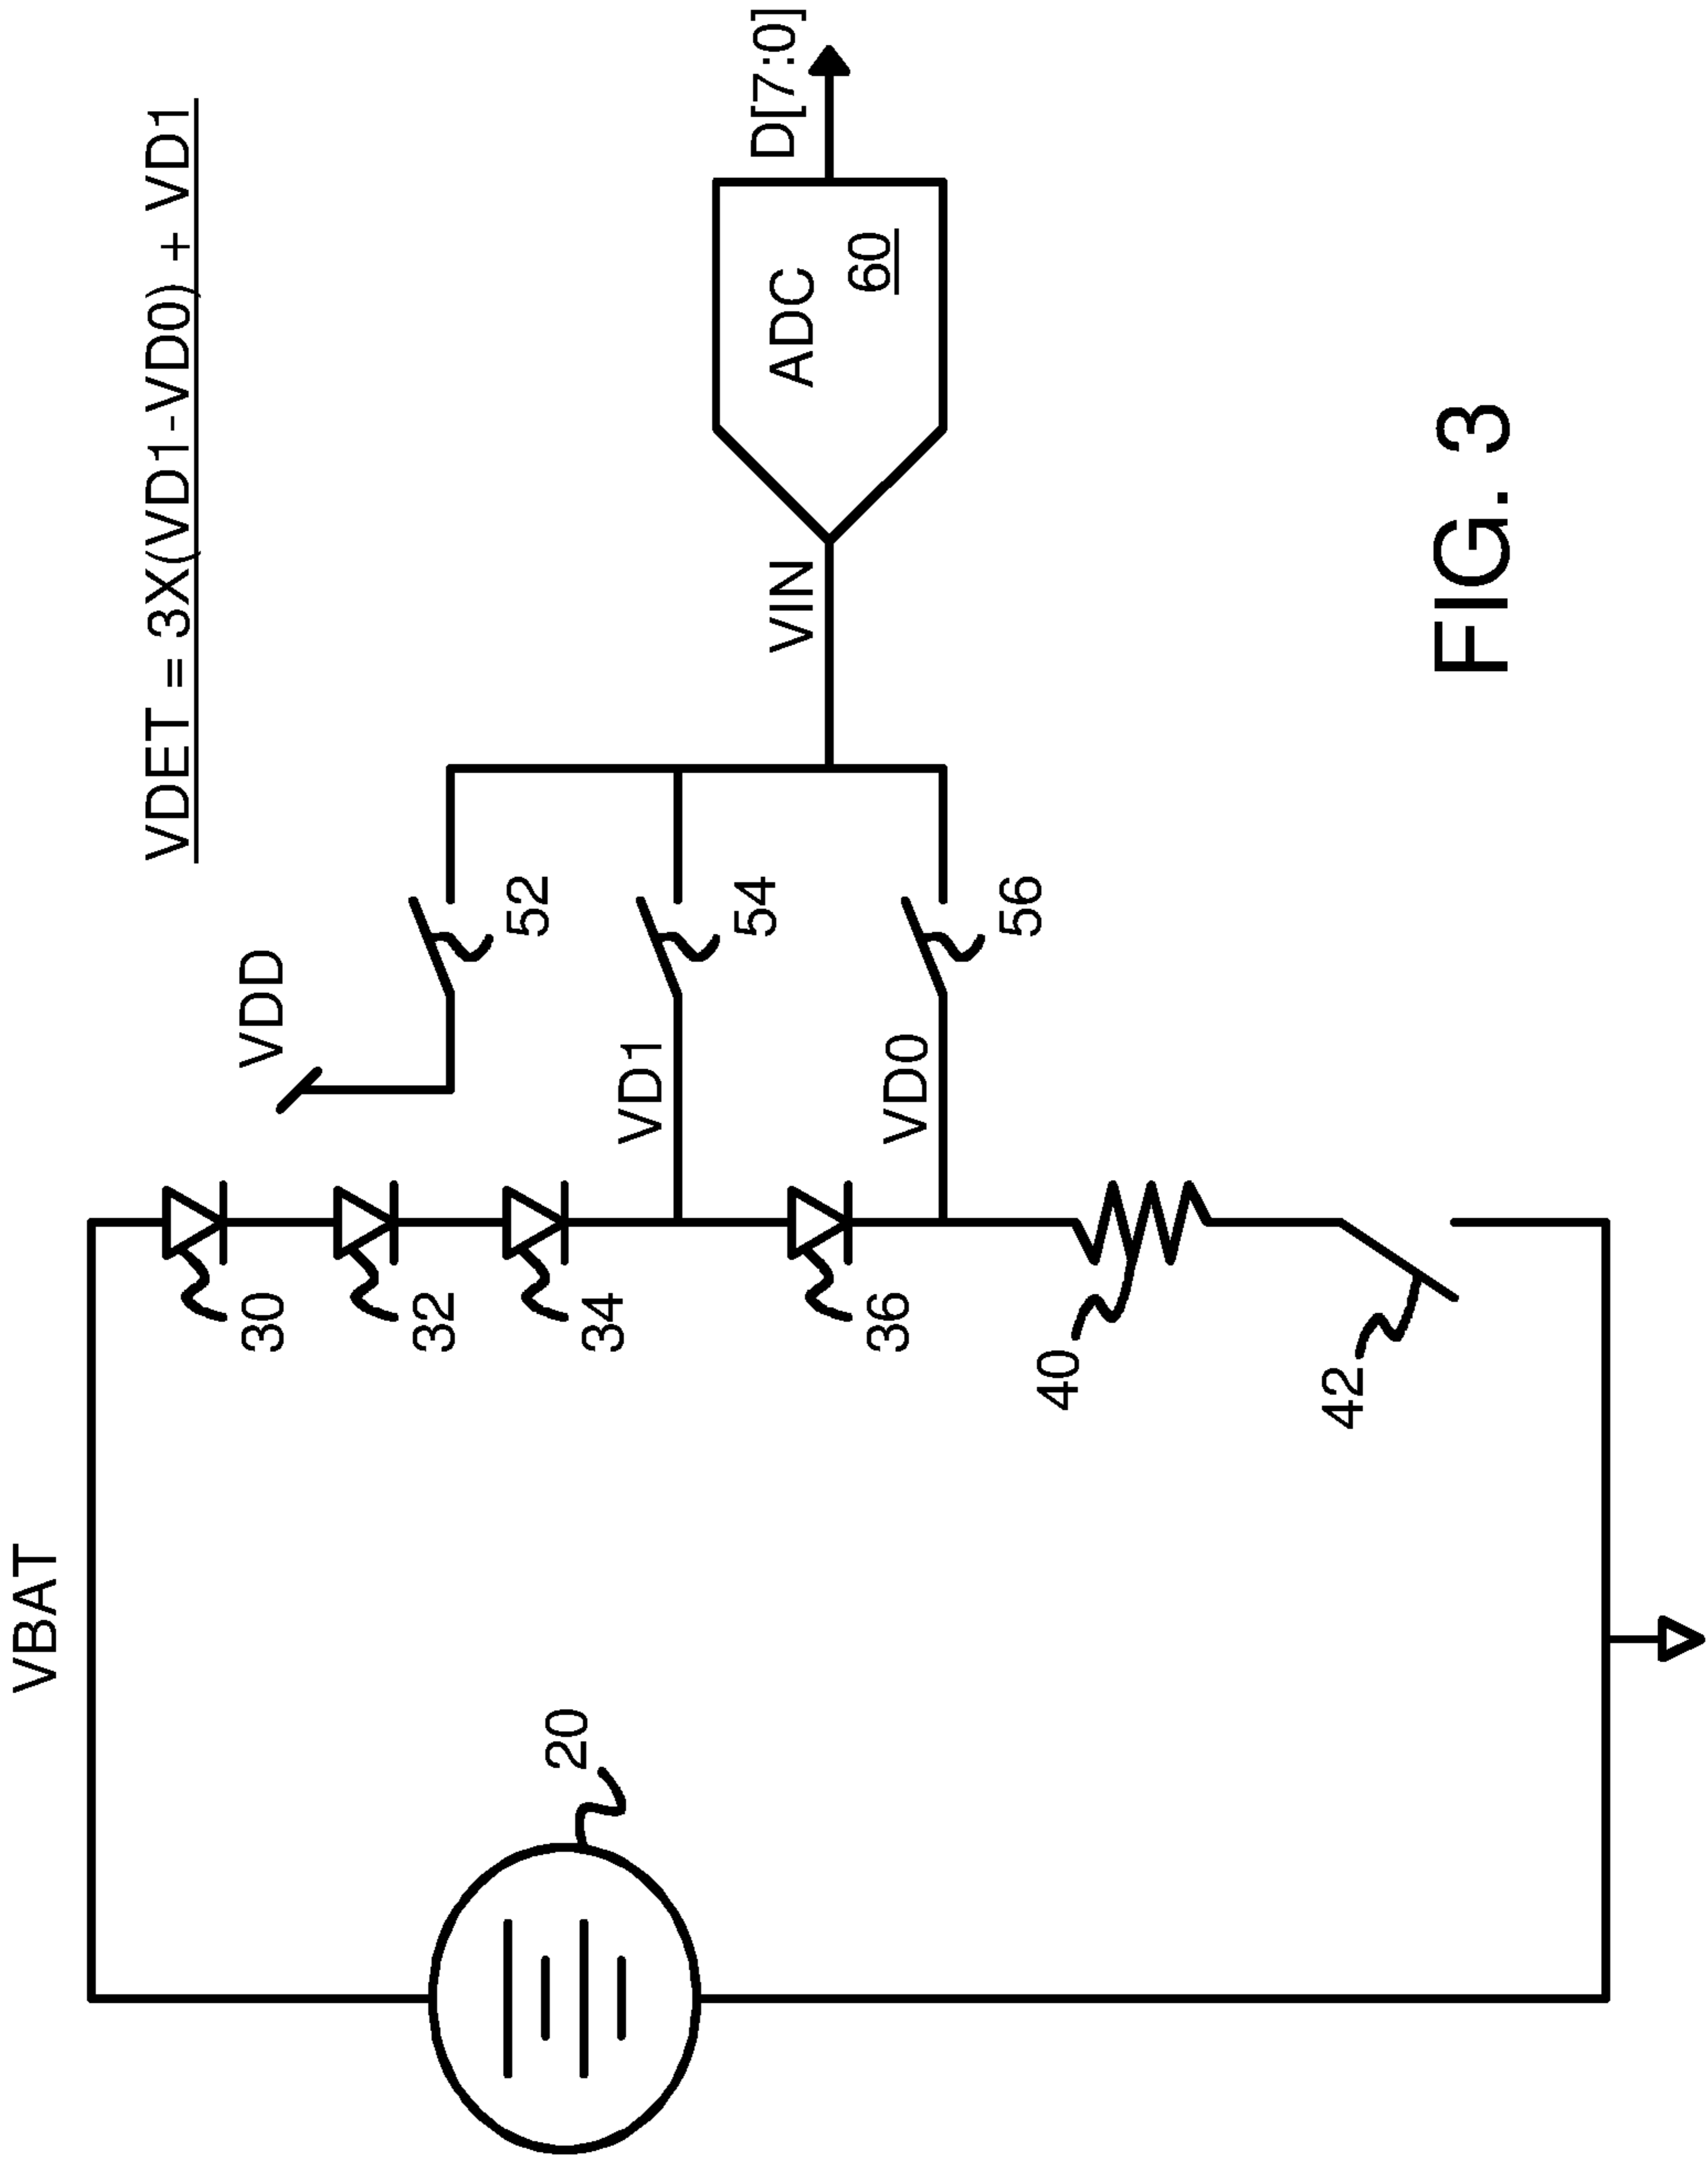 VBAT
VDET = 3X(VD1-VD0) + VD1
20
30
32
34
36
40
42
VDD
VD1
VD0
52
54
56
VIN
ADC
60
D[7:0]
FIG. 3